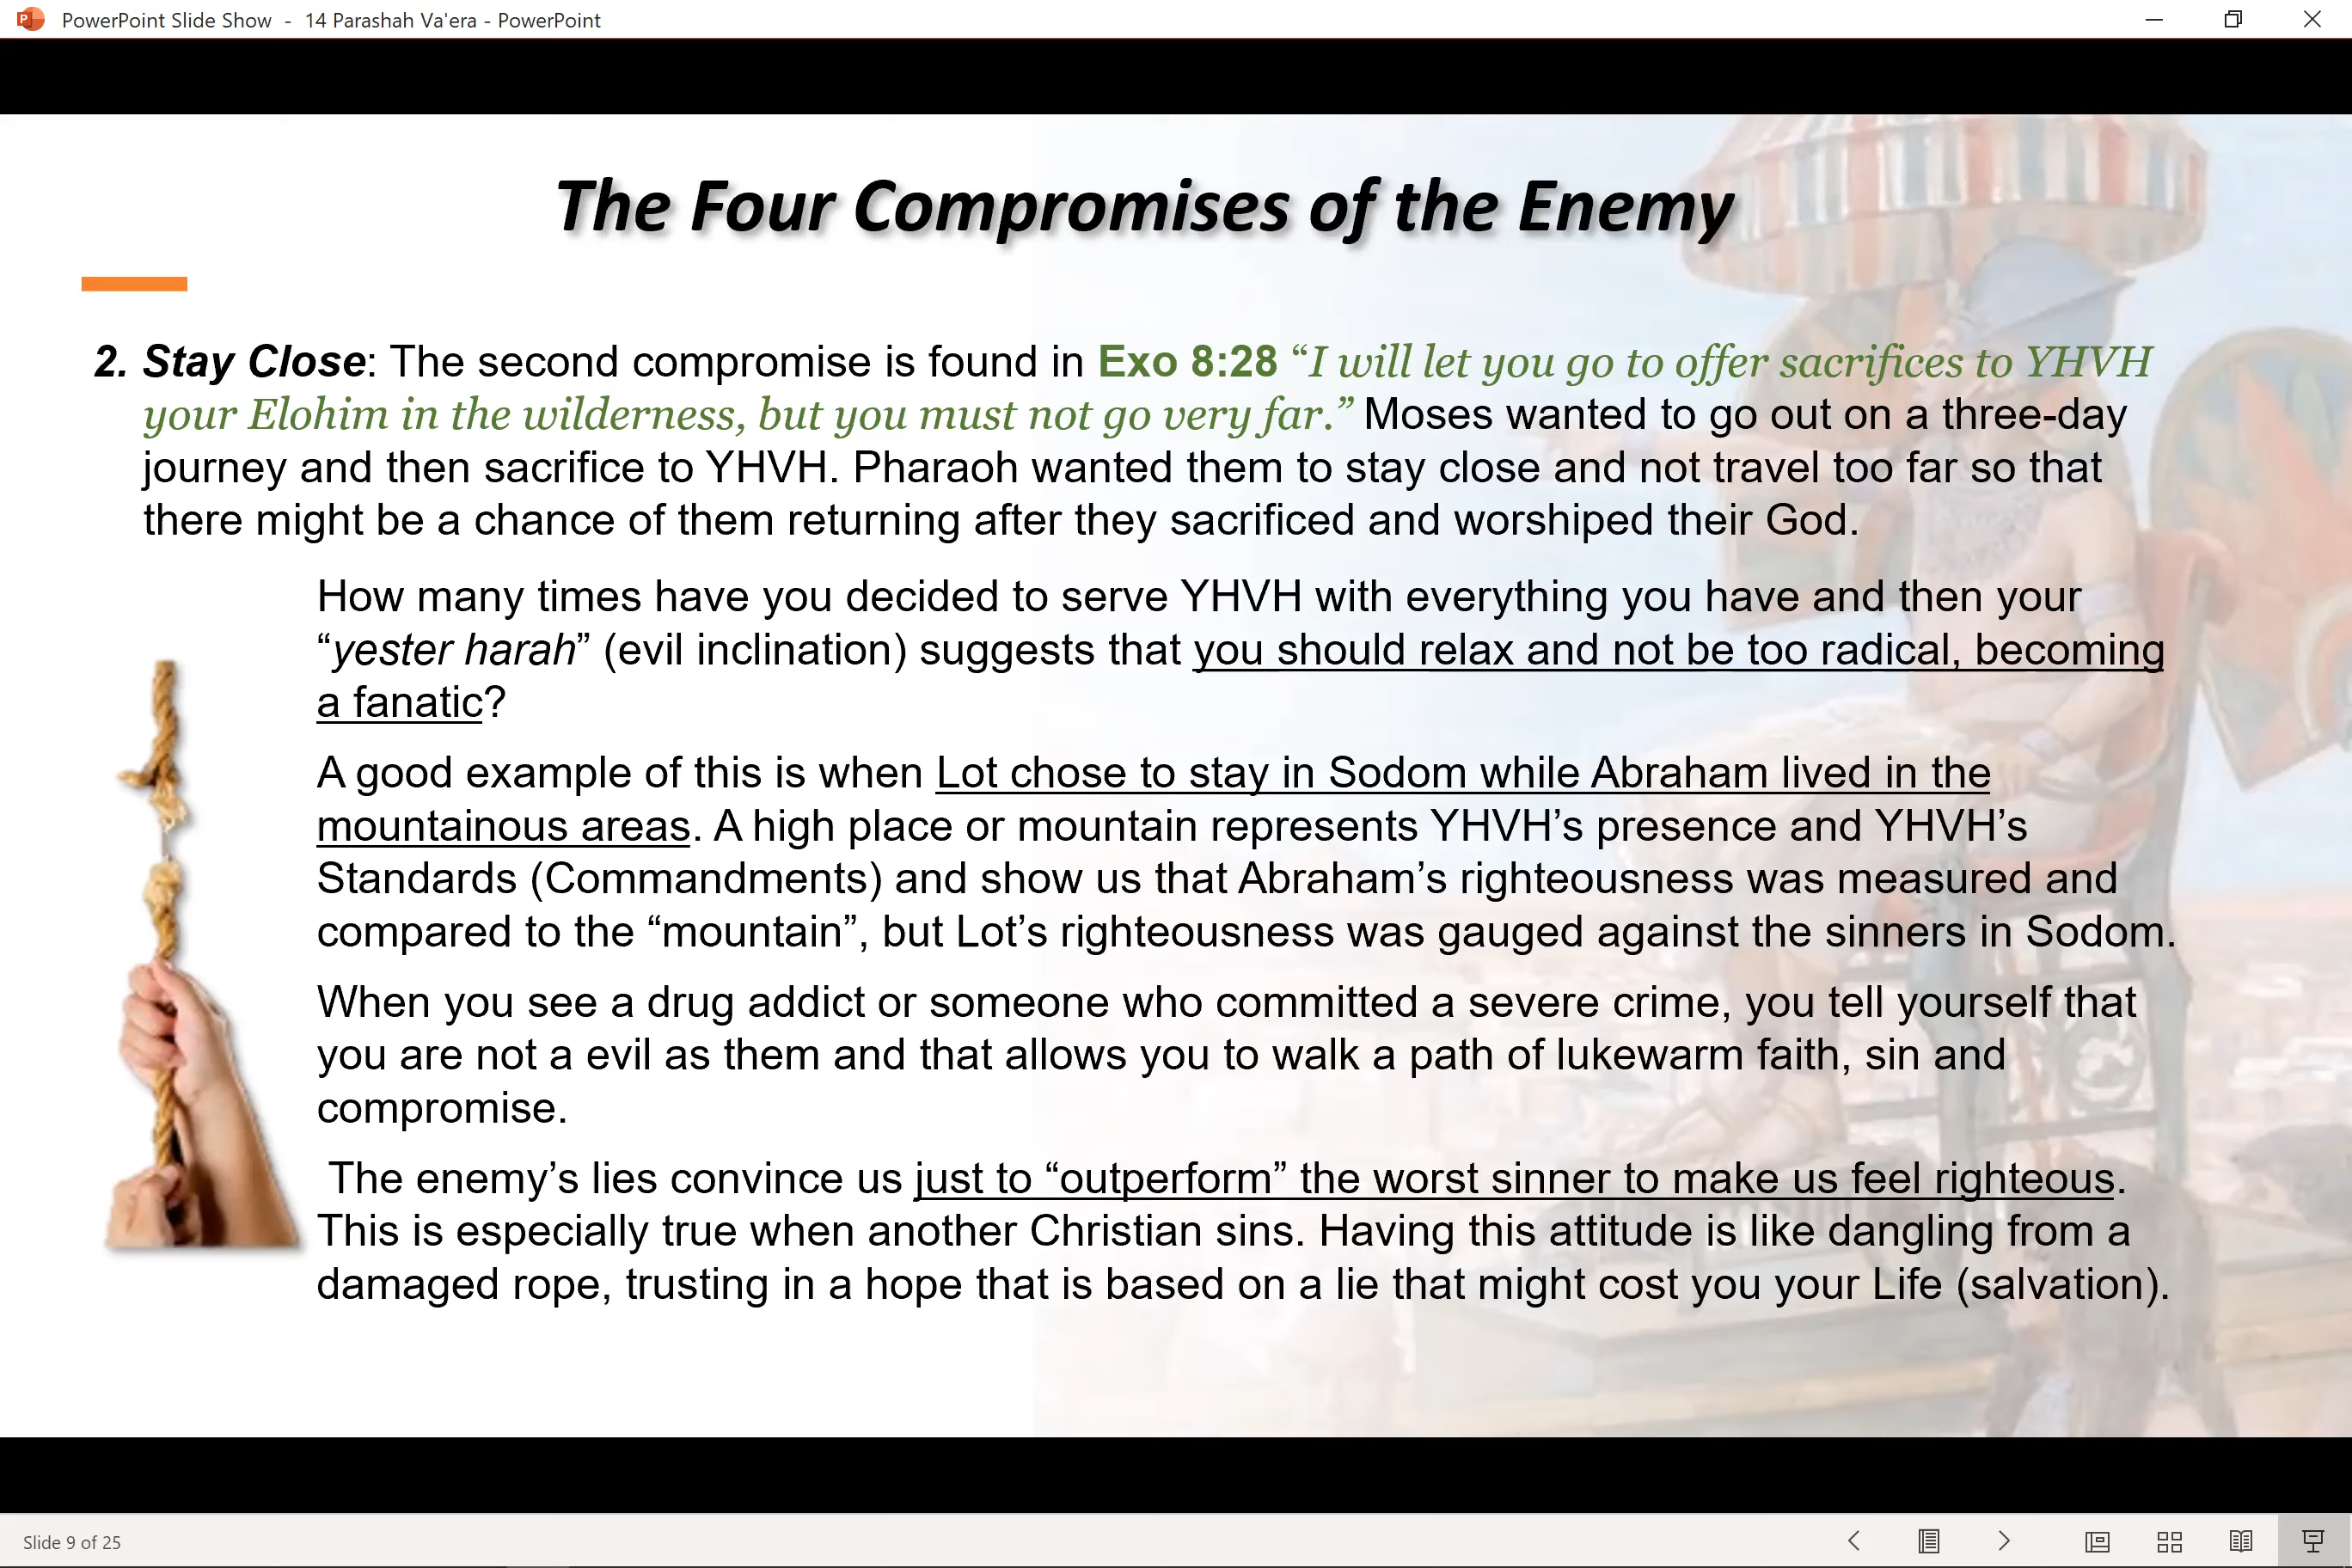 PowerPoint Slide Show - 14 Parashah Va'era - PowerPoint
The Four Compromises of the Enemy
2. Stay Close: The second compromise is found in Exo 8:28 “I will let you go to offer sacrifices to YHVH
your Elohim in the wilderness, but you must not go very far.” Moses wanted to go out on a three-day
journey and then sacrifice to YHVH. Pharaoh wanted them to stay close and not travel too far so that
there might be a chance of them returning after they sacrificed and worshiped their God.
How many times have you decided to serve YHVH with everything you have and then your
“yester harah” (evil inclination) suggests that you should relax and not be too radical, becoming
a fanatic?
A good example of this is when Lot chose to stay in Sodom while Abraham lived in the
mountainous areas. A high place or mountain represents YHVH’s presence and YHVH’s
Standards (Commandments) and show us that Abraham’s righteousness was measured and
compared to the “mountain”, but Lot’s righteousness was gauged against the sinners in Sodom.
When you see a drug addict or someone who committed a severe crime, you tell yourself that
you are not a evil as them and that allows you to walk a path of lukewarm faith, sin and
compromise.
The enemy’s lies convince us just to “outperform” the worst sinner to make us feel righteous.
This is especially true when another Christian sins. Having this attitude is like dangling from a
damaged rope, trusting in a hope that is based on a lie that might cost you your Life (salvation).
Slide 9 of 25